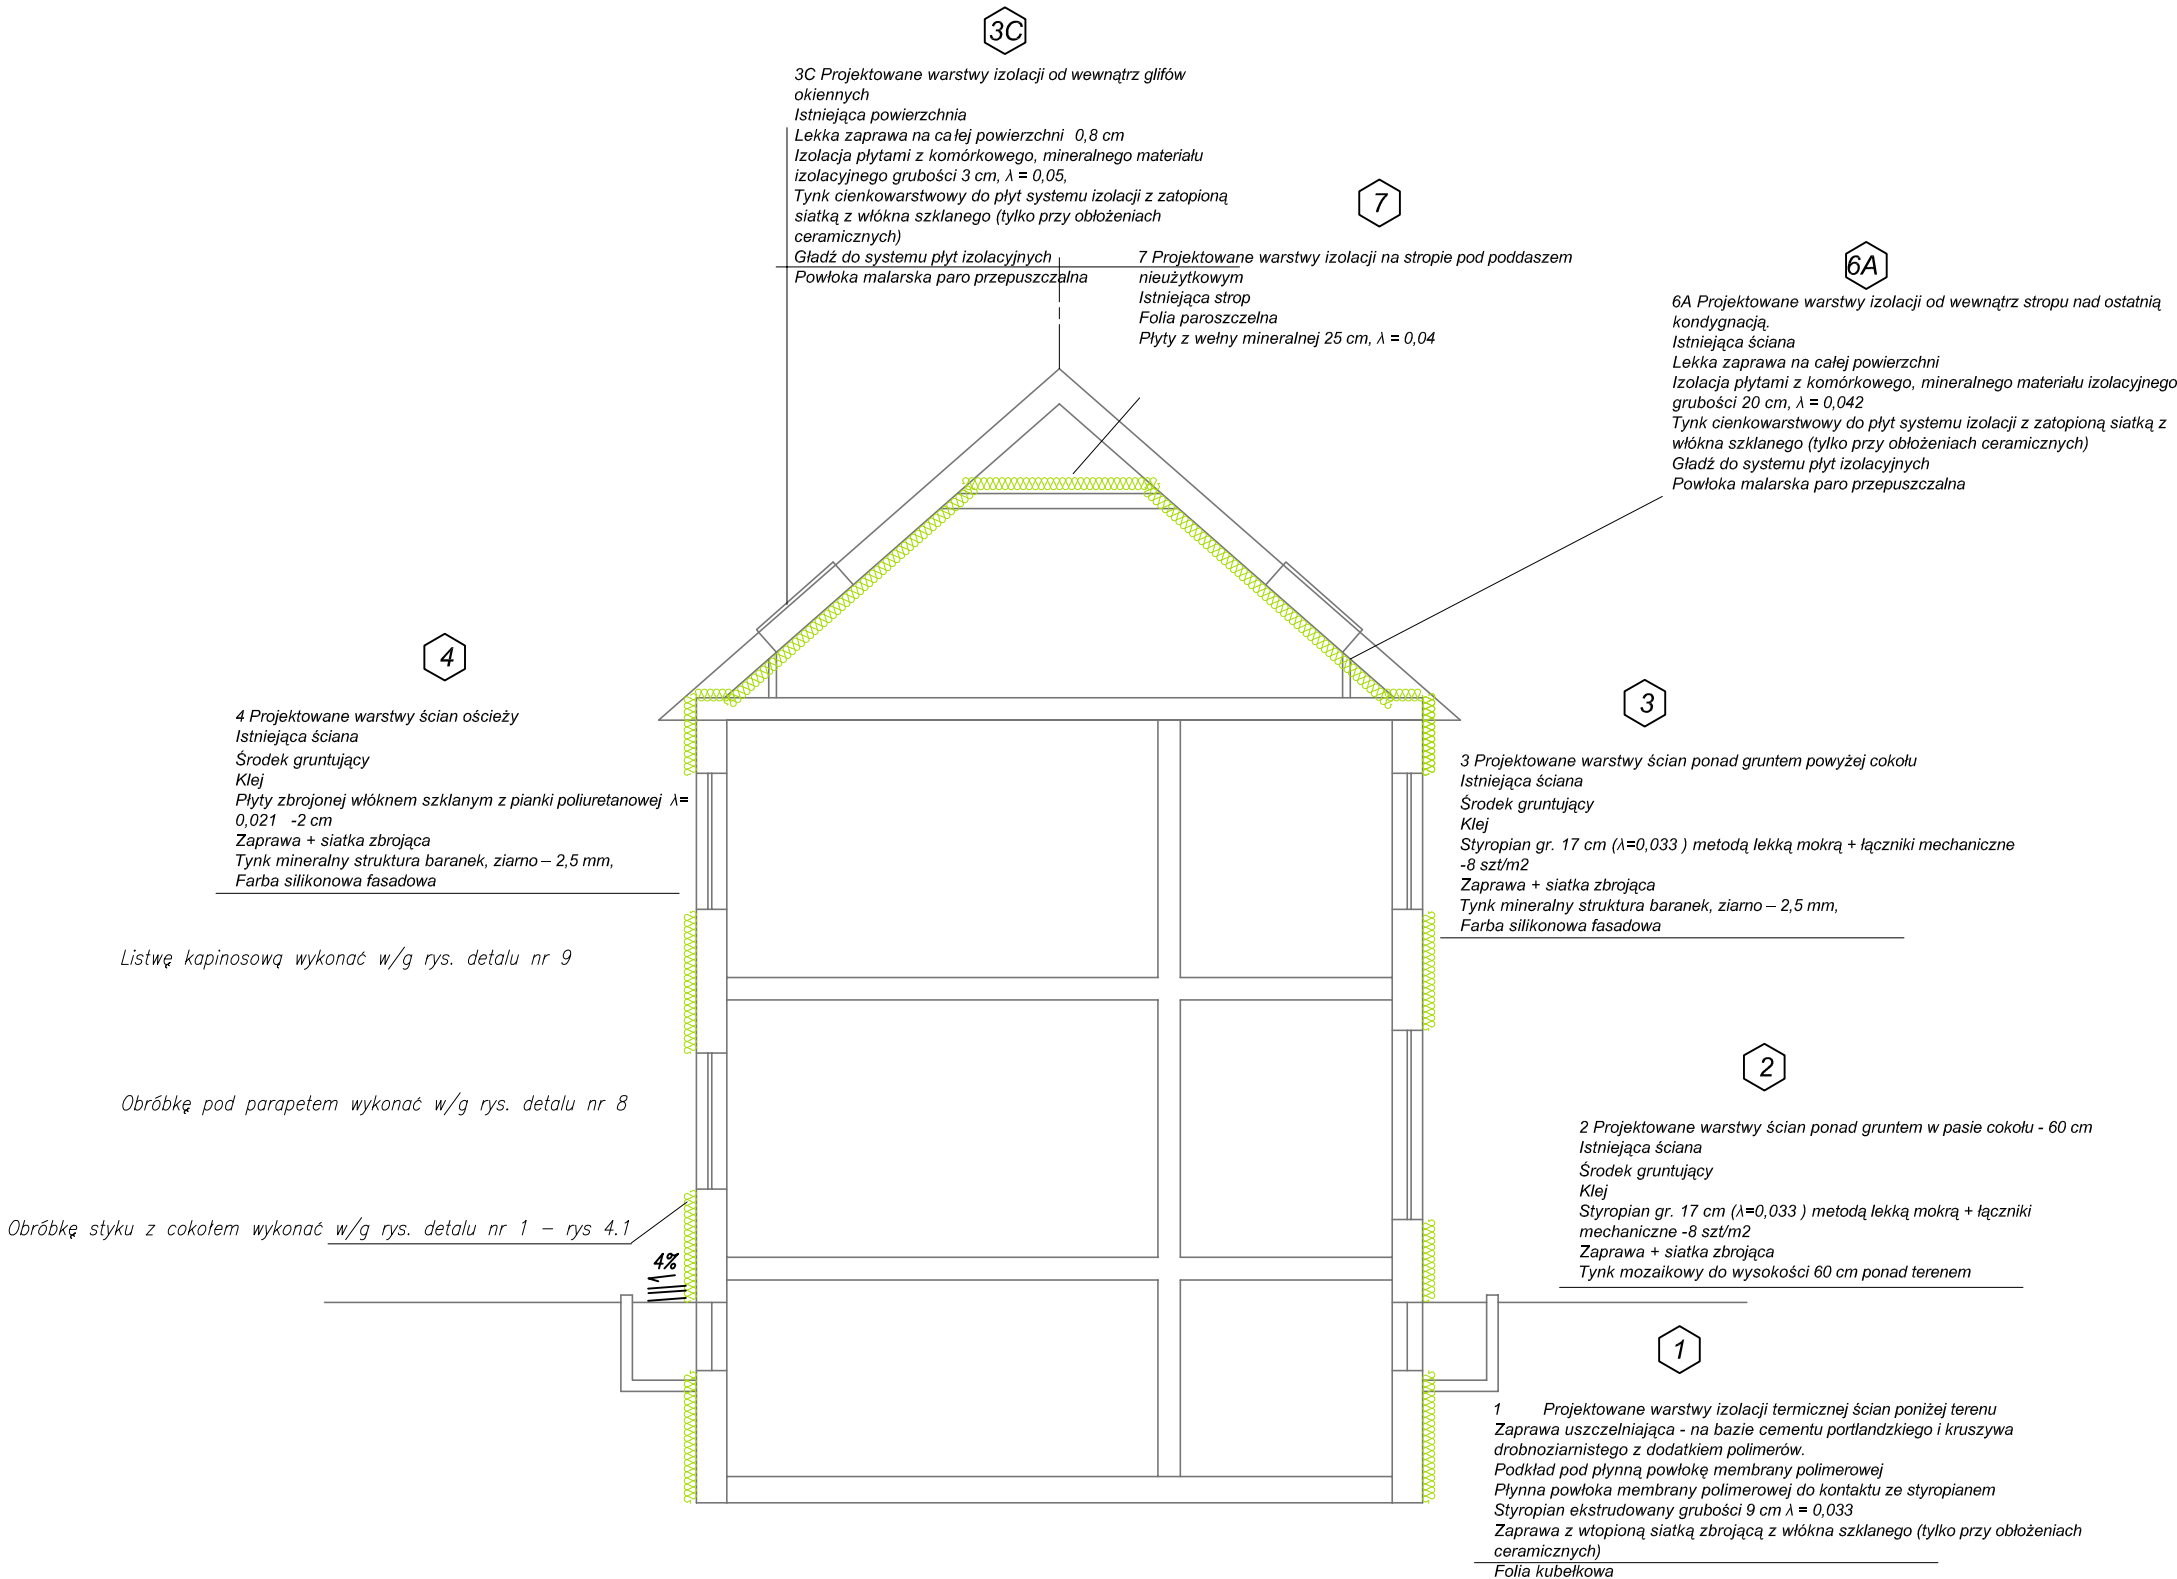 3C
3C Projektowane warstwy izolacji od wewnątrz glifów
okiennych
Istniejąca powierzchnia
Lekka zaprawa na całej powierzchni 0,8 cm
Izolacja płytami z komórkowego, mineralnego materiału
izolacyjnego grubości 3 cm, λ = 0,05,
Tynk cienkowarstwowy do płyt systemu izolacji z zatopioną
siatką z włókna szklanego (tylko przy obłożeniach
ceramicznych)
Gładź do systemu płyt izolacyjnych
Powłoka malarska paro przepuszczalna
7
7 Projektowane warstwy izolacji na stropie pod poddaszem
nieużytkowym
Istniejąca strop
Folia paroszczelna
Płyty z wełny mineralnej 25 cm, λ = 0,04
6A
6A Projektowane warstwy izolacji od wewnątrz stropu nad ostatnią
kondygnacją.
Istniejąca ściana
Lekka zaprawa na całej powierzchni
Izolacja płytami z komórkowego, mineralnego materiału izolacyjnego
grubości 20 cm, λ = 0,042
Tynk cienkowarstwowy do płyt systemu izolacji z zatopioną siatką z
włókna szklanego (tylko przy obłożeniach ceramicznych)
Gładź do systemu płyt izolacyjnych
Powłoka malarska paro przepuszczalna
4
4 Projektowane warstwy ścian ościeży
Istniejąca ściana
Środek gruntujący
Klej
Płyty zbrojonej włóknem szklanym z pianki poliuretanowej λ=
0,021 -2 cm
Zaprawa + siatka zbrojąca
Tynk mineralny struktura baranek, ziarno – 2,5 mm,
Farba silikonowa fasadowa
3
3 Projektowane warstwy ścian ponad gruntem powyżej cokołu
Istniejąca ściana
Środek gruntujący
Klej
Styropian gr. 17 cm (λ=0,033 ) metodą lekką mokrą + łączniki mechaniczne
-8 szt/m2
Zaprawa + siatka zbrojąca
Tynk mineralny struktura baranek, ziarno – 2,5 mm,
Farba silikonowa fasadowa
Listwę kapinosową wykonać w/g rys. detalu nr 9
Obróbkę pod parapetem wykonać w/g rys. detalu nr 8
Obróbkę styku z cokołem wykonać w/g rys. detalu nr 1 – rys 4.1
4%
2
2 Projektowane warstwy ścian ponad gruntem w pasie cokołu - 60 cm
Istniejąca ściana
Środek gruntujący
Klej
Styropian gr. 17 cm (λ=0,033 ) metodą lekką mokrą + łączniki
mechaniczne -8 szt/m2
Zaprawa + siatka zbrojąca
Tynk mozaikowy do wysokości 60 cm ponad terenem
1
1 Projektowane warstwy izolacji termicznej ścian poniżej terenu
Zaprawa uszczelniająca - na bazie cementu portlandzkiego i kruszywa
drobnoziarnistego z dodatkiem polimerów.
Podkład pod płynną powłokę membrany polimerowej
Płynna powłoka membrany polimerowej do kontaktu ze styropianem
Styropian ekstrudowany grubości 9 cm λ = 0,033
Zaprawa z wtopioną siatką zbrojącą z włókna szklanego (tylko przy obłożeniach
ceramicznych)
Folia kubełkowa